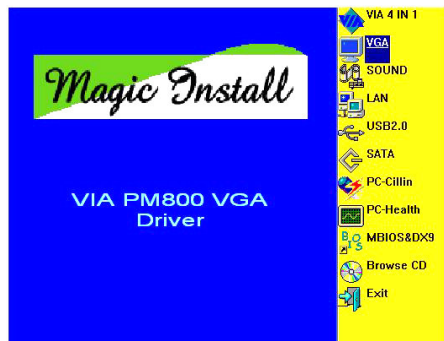 Magic Install
VIA PM800 VGA
Driver
VIA 4 IN 1
VGA
SOUND
LAN
USB2.0
SATA
PC-Cillin
PC-Health
BIOS
MBIOS&DX9
Browse CD
Exit